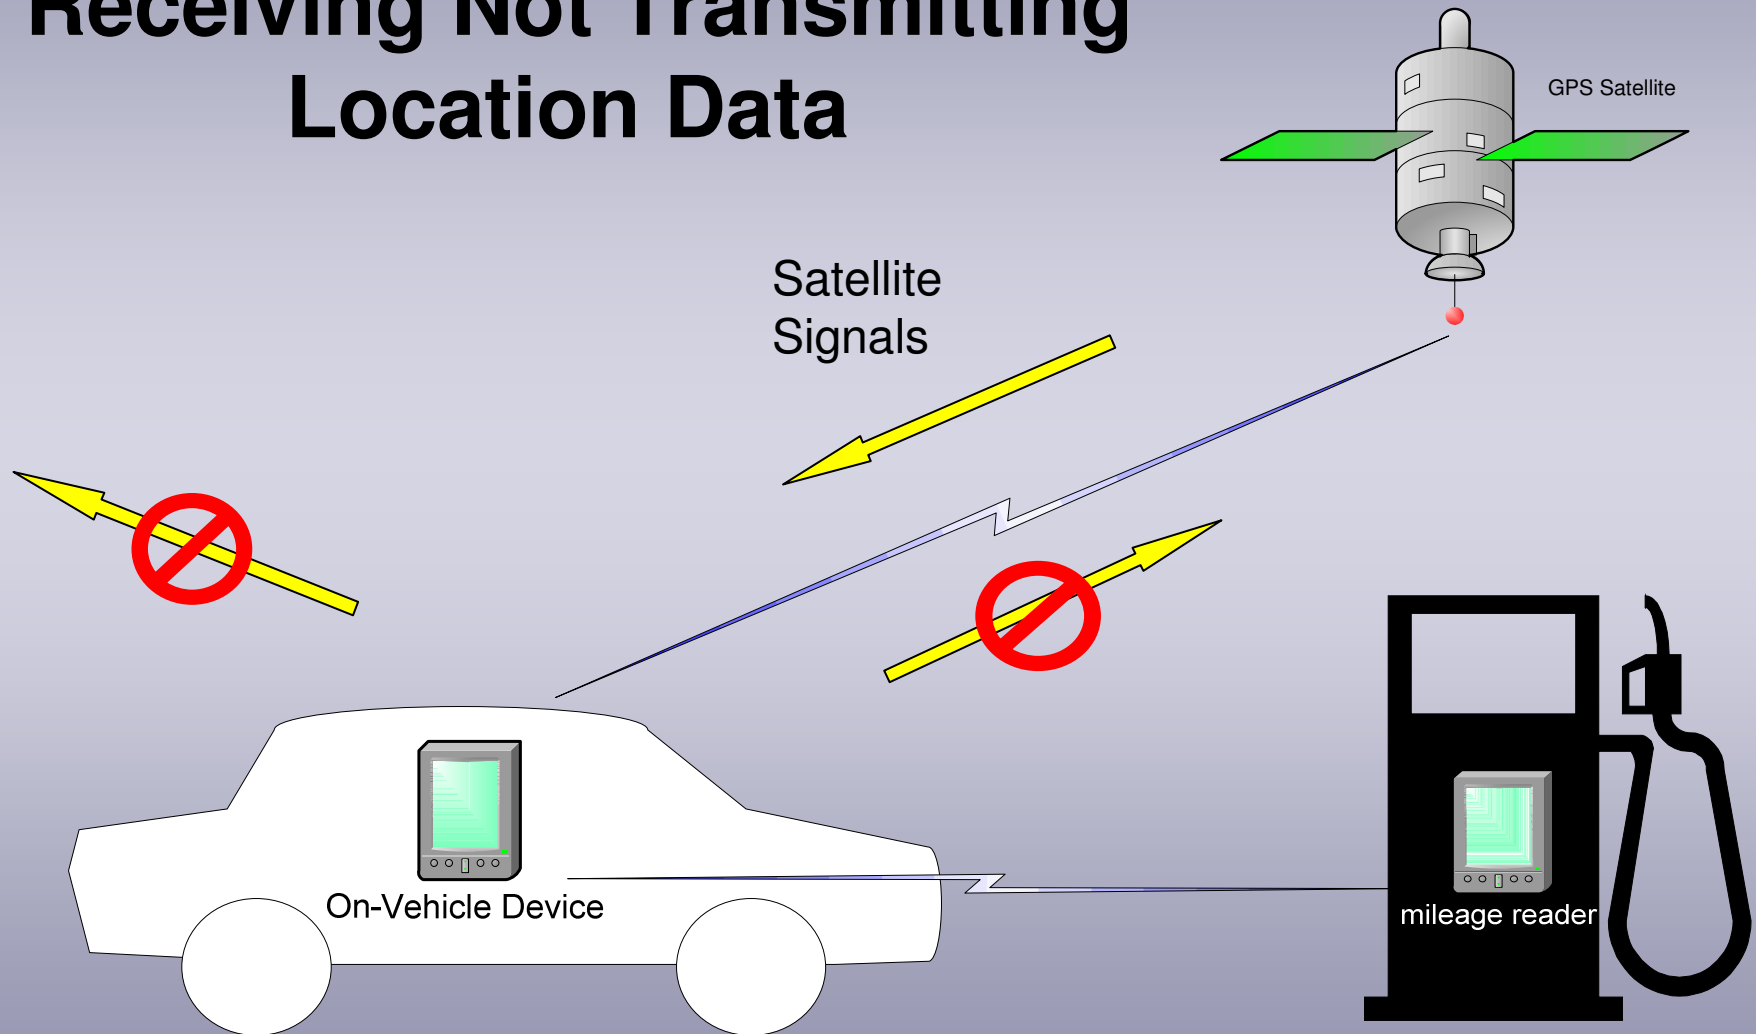 Receiving Not Transmitting
Location Data
GPS Satellite
Satellite
Signals
On-Vehicle Device
mileage reader